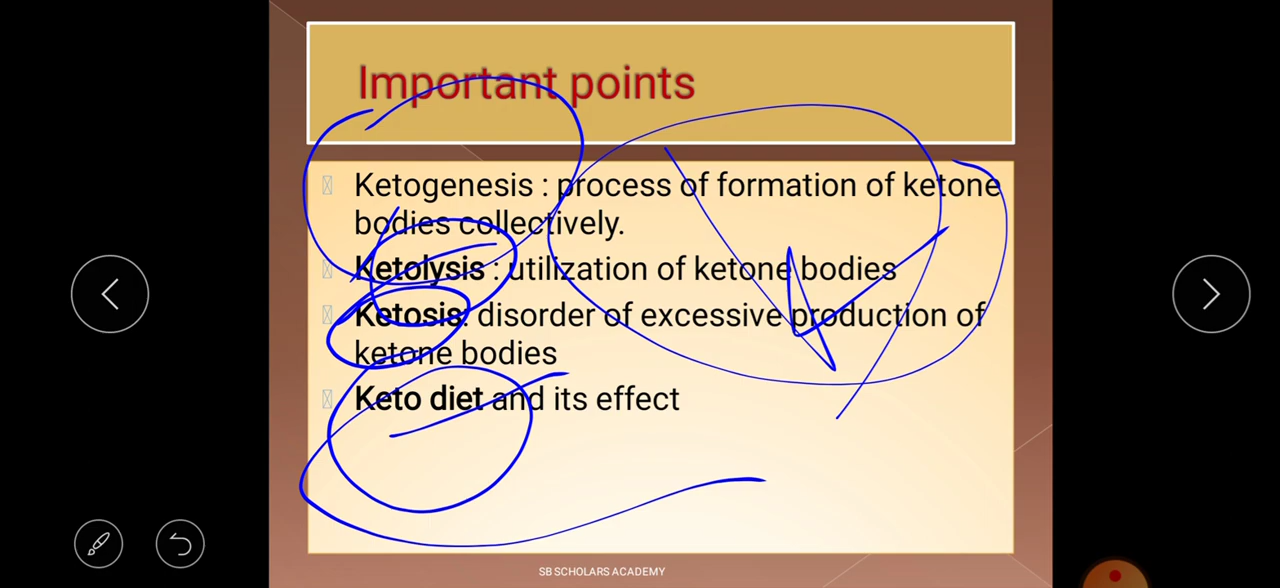 Important points
Ketogenesis : process of formation of ketone
bodies collectively.
Ketolysis : utilization of ketone bodies
Ketosis: disorder of excessive production of
ketone bodies
Keto diet and its effect
SB SCHOLARS ACADEMY